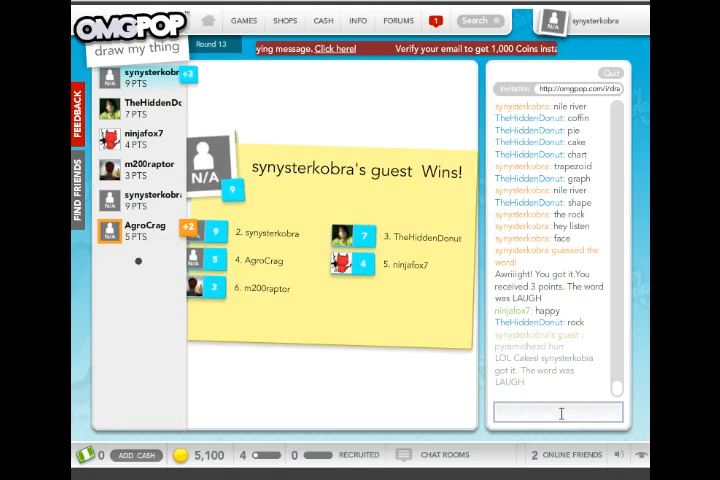 OMGPOP
draw my thing
GAMES SHOPS CASH INFO FORUMS 1 Search synysterkobra
Round 13
ying message. Click here! Verify your email to get 1,000 Coins insta
FEEDBACK
FIND FRIENDS
N/A synysterkobr +3
9 PTS
TheHiddenDo
7 PTS
ninjafox7
4 PTS
m200raptor
3 PTS
N/A synysterkobra
9 PTS
N/A AgroCrag +2
5 PTS
N/A
9
synysterkobra's guest Wins!
9 2. synysterkobra
7 3. TheHiddenDonut
5 4. AgroCrag
4 5. ninjafox7
3 6. m200raptor
Quit
Invitation http://omgpop.com/i/dra
synysterkobra: nile river
TheHiddenDonut: coffin
TheHiddenDonut: pie
TheHiddenDonut: cake
TheHiddenDonut: chart
synysterkobra: trapezoid
TheHiddenDonut: graph
synysterkobra: nile river
TheHiddenDonut: shape
synysterkobra: the rock
synysterkobra: hey listen
synysterkobra: face
synysterkobra guessed the
word!
Awriiight! You got it.You
received 3 points. The word
was LAUGH
ninjafox7: happy
TheHiddenDonut: rock
synysterkobra's guest :
pyramidhead hurr
LOL Cakes! synysterkobra
got it. The word was
LAUGH
0 ADD CASH 5,100 4 0 RECRUITED CHAT ROOMS 2 ONLINE FRIENDS